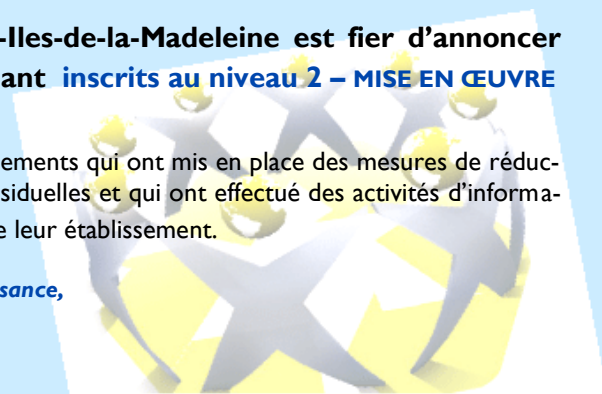 -Iles-de-la-Madeleine est fier d’annoncer
ant inscrits au niveau 2 – MISE EN ŒUVRE
ements qui ont mis en place des mesures de réduc-
siduelles et qui ont effectué des activités d’informa-
e leur établissement.
sance,